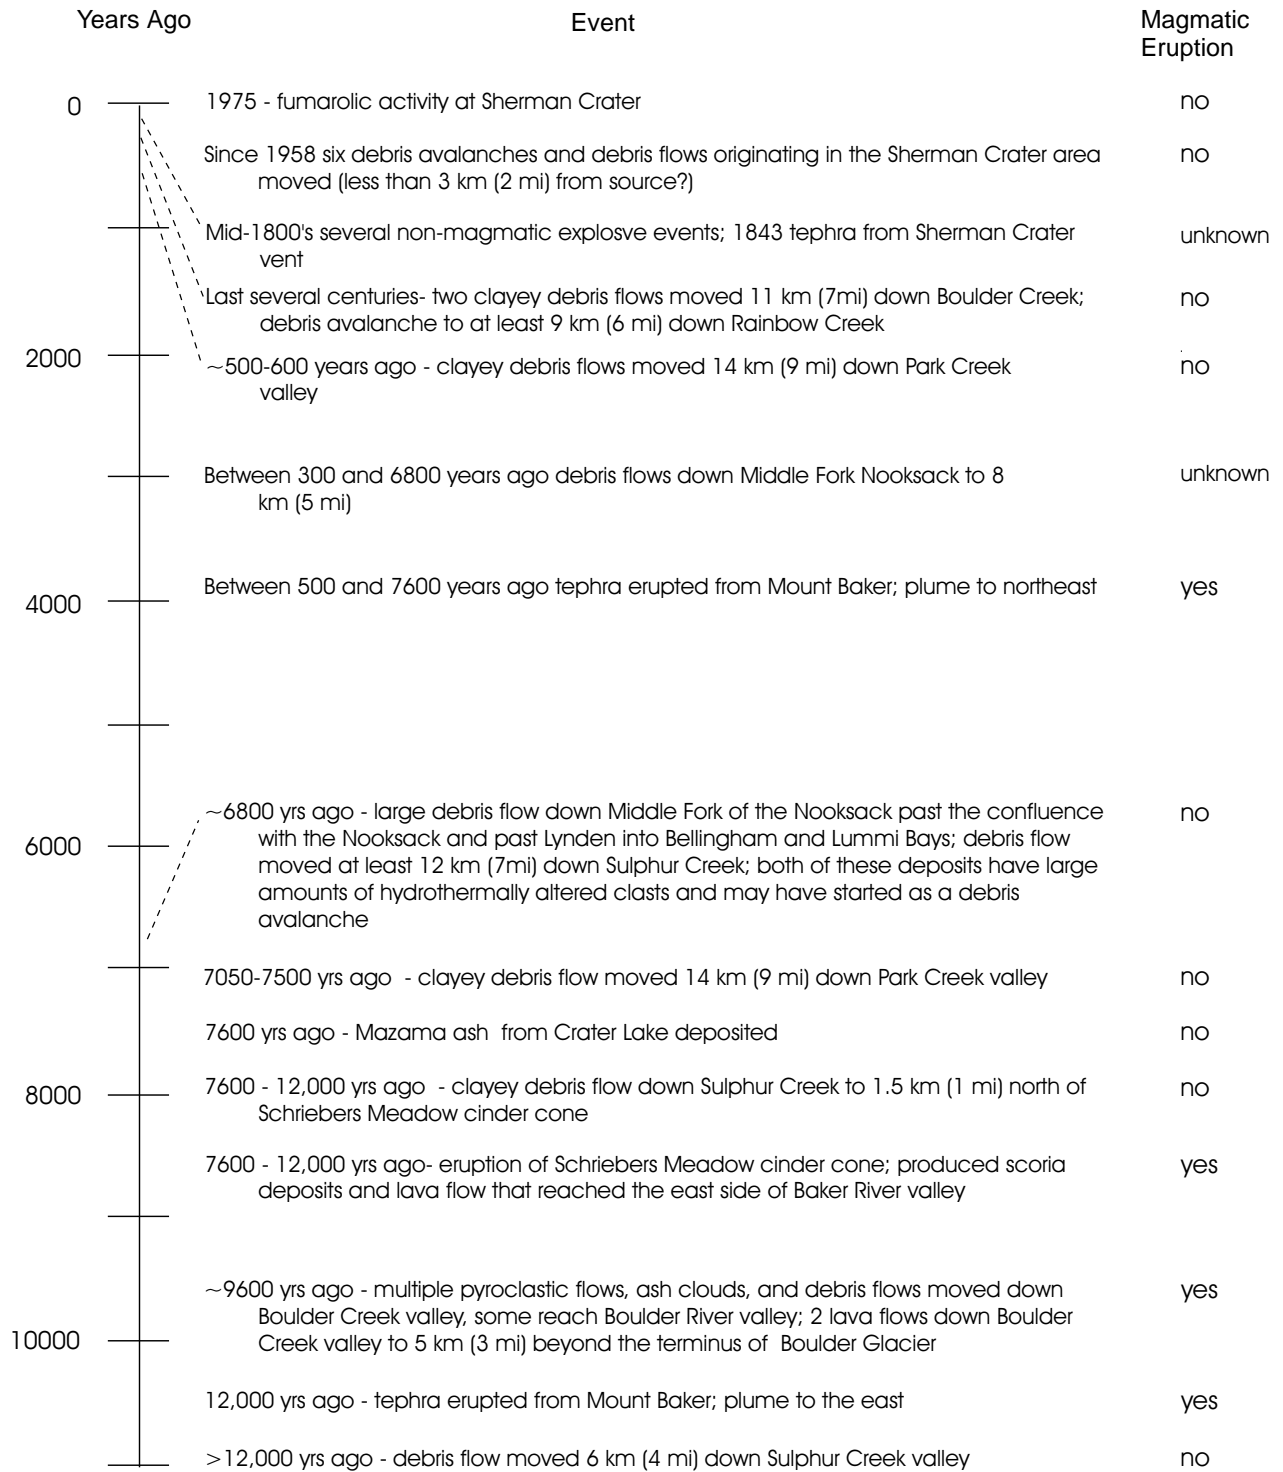 Years Ago Event Magmatic
Eruption
0 1975 - fumarolic activity at Sherman Crater no
Since 1958 six debris avalanches and debris flows originating in the Sherman Crater area no
moved (less than 3 km (2 mi) from source?)
Mid-1800's several non-magmatic explosve events; 1843 tephra from Sherman Crater unknown
vent
Last several centuries- two clayey debris flows moved 11 km (7mi) down Boulder Creek; no
debris avalanche to at least 9 km (6 mi) down Rainbow Creek
2000 ~500-600 years ago - clayey debris flows moved 14 km (9 mi) down Park Creek no
valley
Between 300 and 6800 years ago debris flows down Middle Fork Nooksack to 8 unknown
km (5 mi)
4000 Between 500 and 7600 years ago tephra erupted from Mount Baker; plume to northeast yes
~6800 yrs ago - large debris flow down Middle Fork of the Nooksack past the confluence no
with the Nooksack and past Lynden into Bellingham and Lummi Bays; debris flow
6000 moved at least 12 km (7mi) down Sulphur Creek; both of these deposits have large
amounts of hydrothermally altered clasts and may have started as a debris
avalanche
7050-7500 yrs ago - clayey debris flow moved 14 km (9 mi) down Park Creek valley no
7600 yrs ago - Mazama ash from Crater Lake deposited no
8000 7600 - 12,000 yrs ago - clayey debris flow down Sulphur Creek to 1.5 km (1 mi) north of no
Schriebers Meadow cinder cone
7600 - 12,000 yrs ago- eruption of Schriebers Meadow cinder cone; produced scoria yes
deposits and lava flow that reached the east side of Baker River valley
~9600 yrs ago - multiple pyroclastic flows, ash clouds, and debris flows moved down yes
Boulder Creek valley, some reach Boulder River valley; 2 lava flows down Boulder
10000 Creek valley to 5 km (3 mi) beyond the terminus of Boulder Glacier
12,000 yrs ago - tephra erupted from Mount Baker; plume to the east yes
>12,000 yrs ago - debris flow moved 6 km (4 mi) down Sulphur Creek valley no